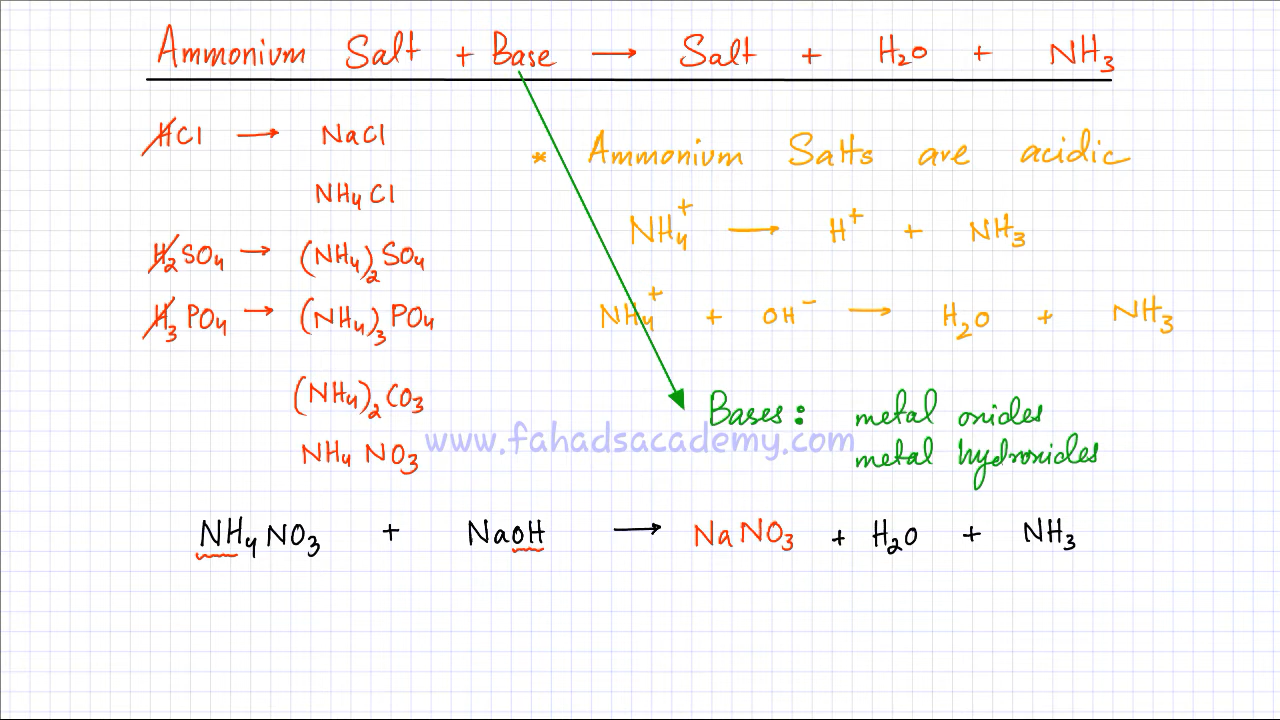 Ammonium Salt + Base → Salt + H₂O + NH₃
HCl → NaCl
* Ammonium Salts are acidic
NH₄Cl
NH₄⁺ → H⁺ + NH₃
H₂SO₄ → (NH₄)₂SO₄
H₃PO₄ → (NH₄)₃PO₄
NH₄⁺ + OH⁻ → H₂O + NH₃
(NH₄)₂CO₃
Bases: metal oxides
www.fahadsacademy.com
NH₄NO₃
metal hydroxides
NH₄NO₃ + NaOH → NaNO₃ + H₂O + NH₃